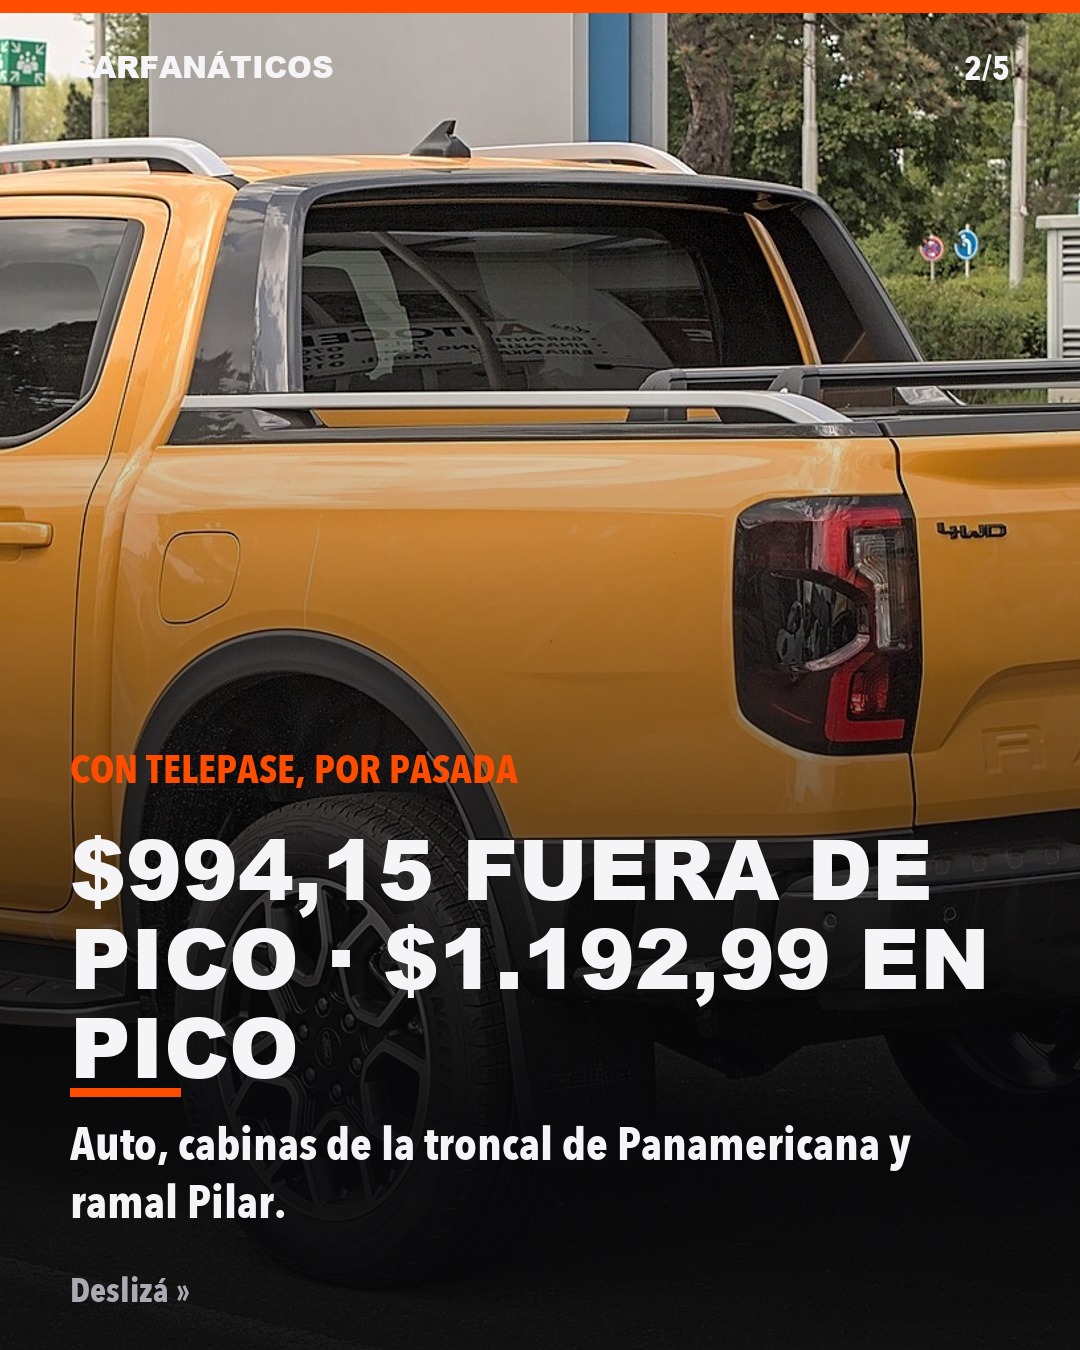 CARFANÁTICOS
2/5
4WD
CON TELEPASE, POR PASADA
$994,15 FUERA DE
PICO · $1.192,99 EN
PICO
Auto, cabinas de la troncal de Panamericana y
ramal Pilar.
Deslizá »